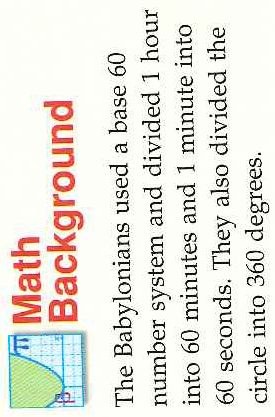 Math
Background
The Babylonians used a base 60
number system and divided 1 hour
into 60 minutes and 1 minute into
60 seconds. They also divided the
circle into 360 degrees.